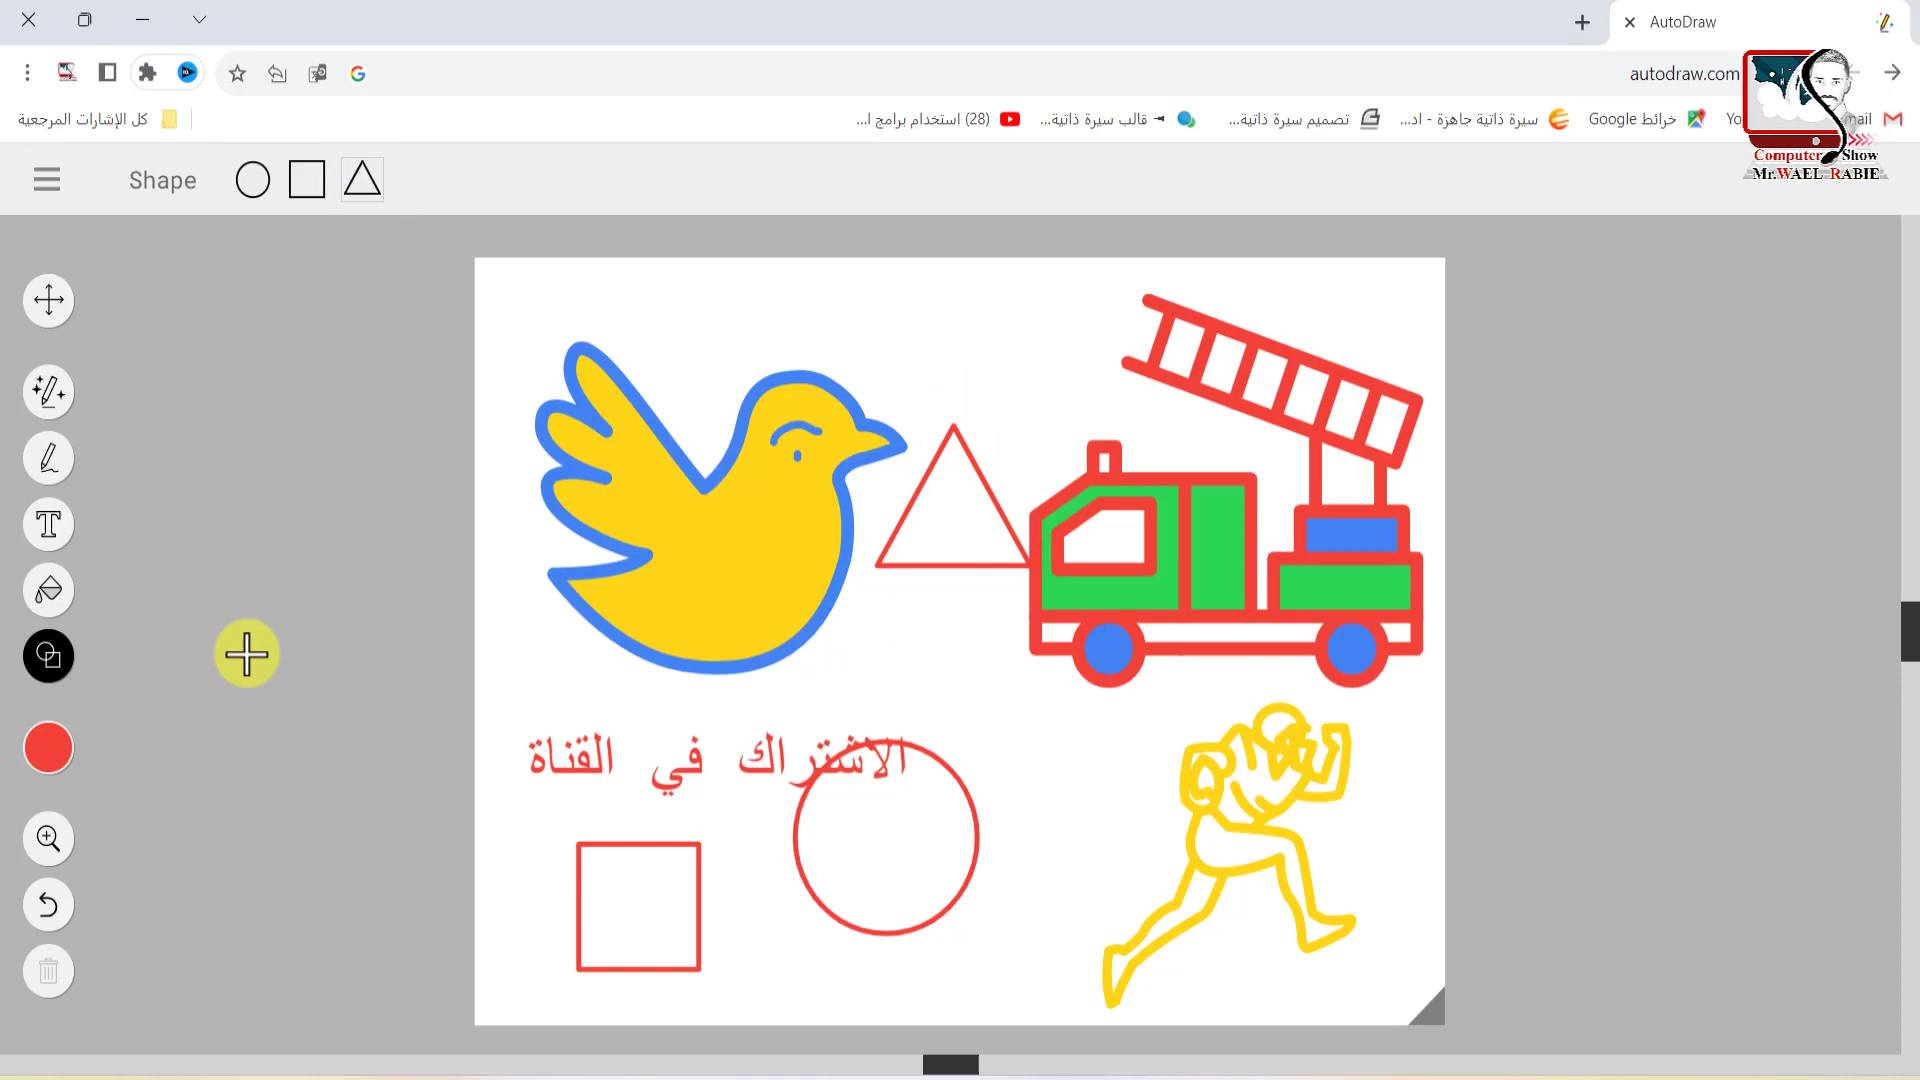 AutoDraw
autodraw.com
mail
خرائط Google
سيرة ذاتية جاهزة - اد...
تصميم سيرة ذاتية...
قالب سيرة ذاتية...
(28) استخدام برامج ا...
كل الإشارات المرجعية
Computer Show
Mr.WAEL RABIE
Shape
الاشتراك في القناة